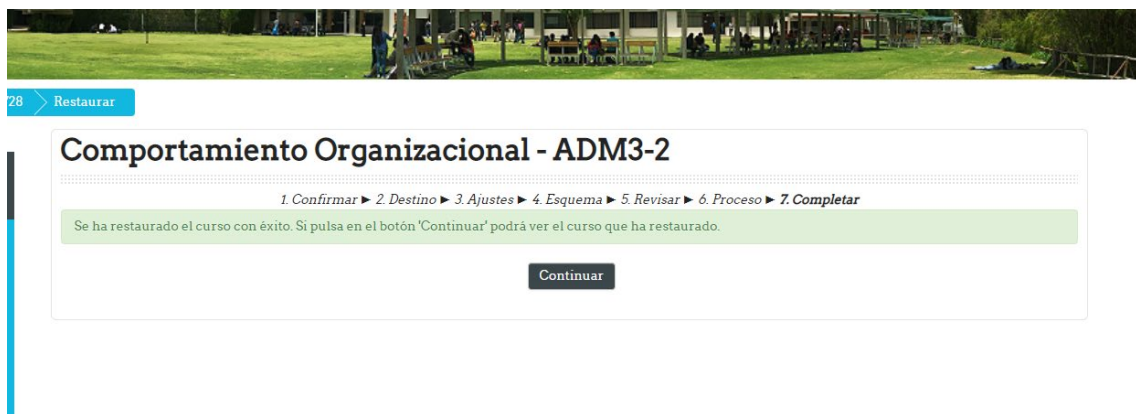 728 Restaurar
Comportamiento Organizacional - ADM3-2
1. Confirmar ► 2. Destino ► 3. Ajustes ► 4. Esquema ► 5. Revisar ► 6. Proceso ► 7. Completar
Se ha restaurado el curso con éxito. Si pulsa en el botón 'Continuar' podrá ver el curso que ha restaurado.
Continuar